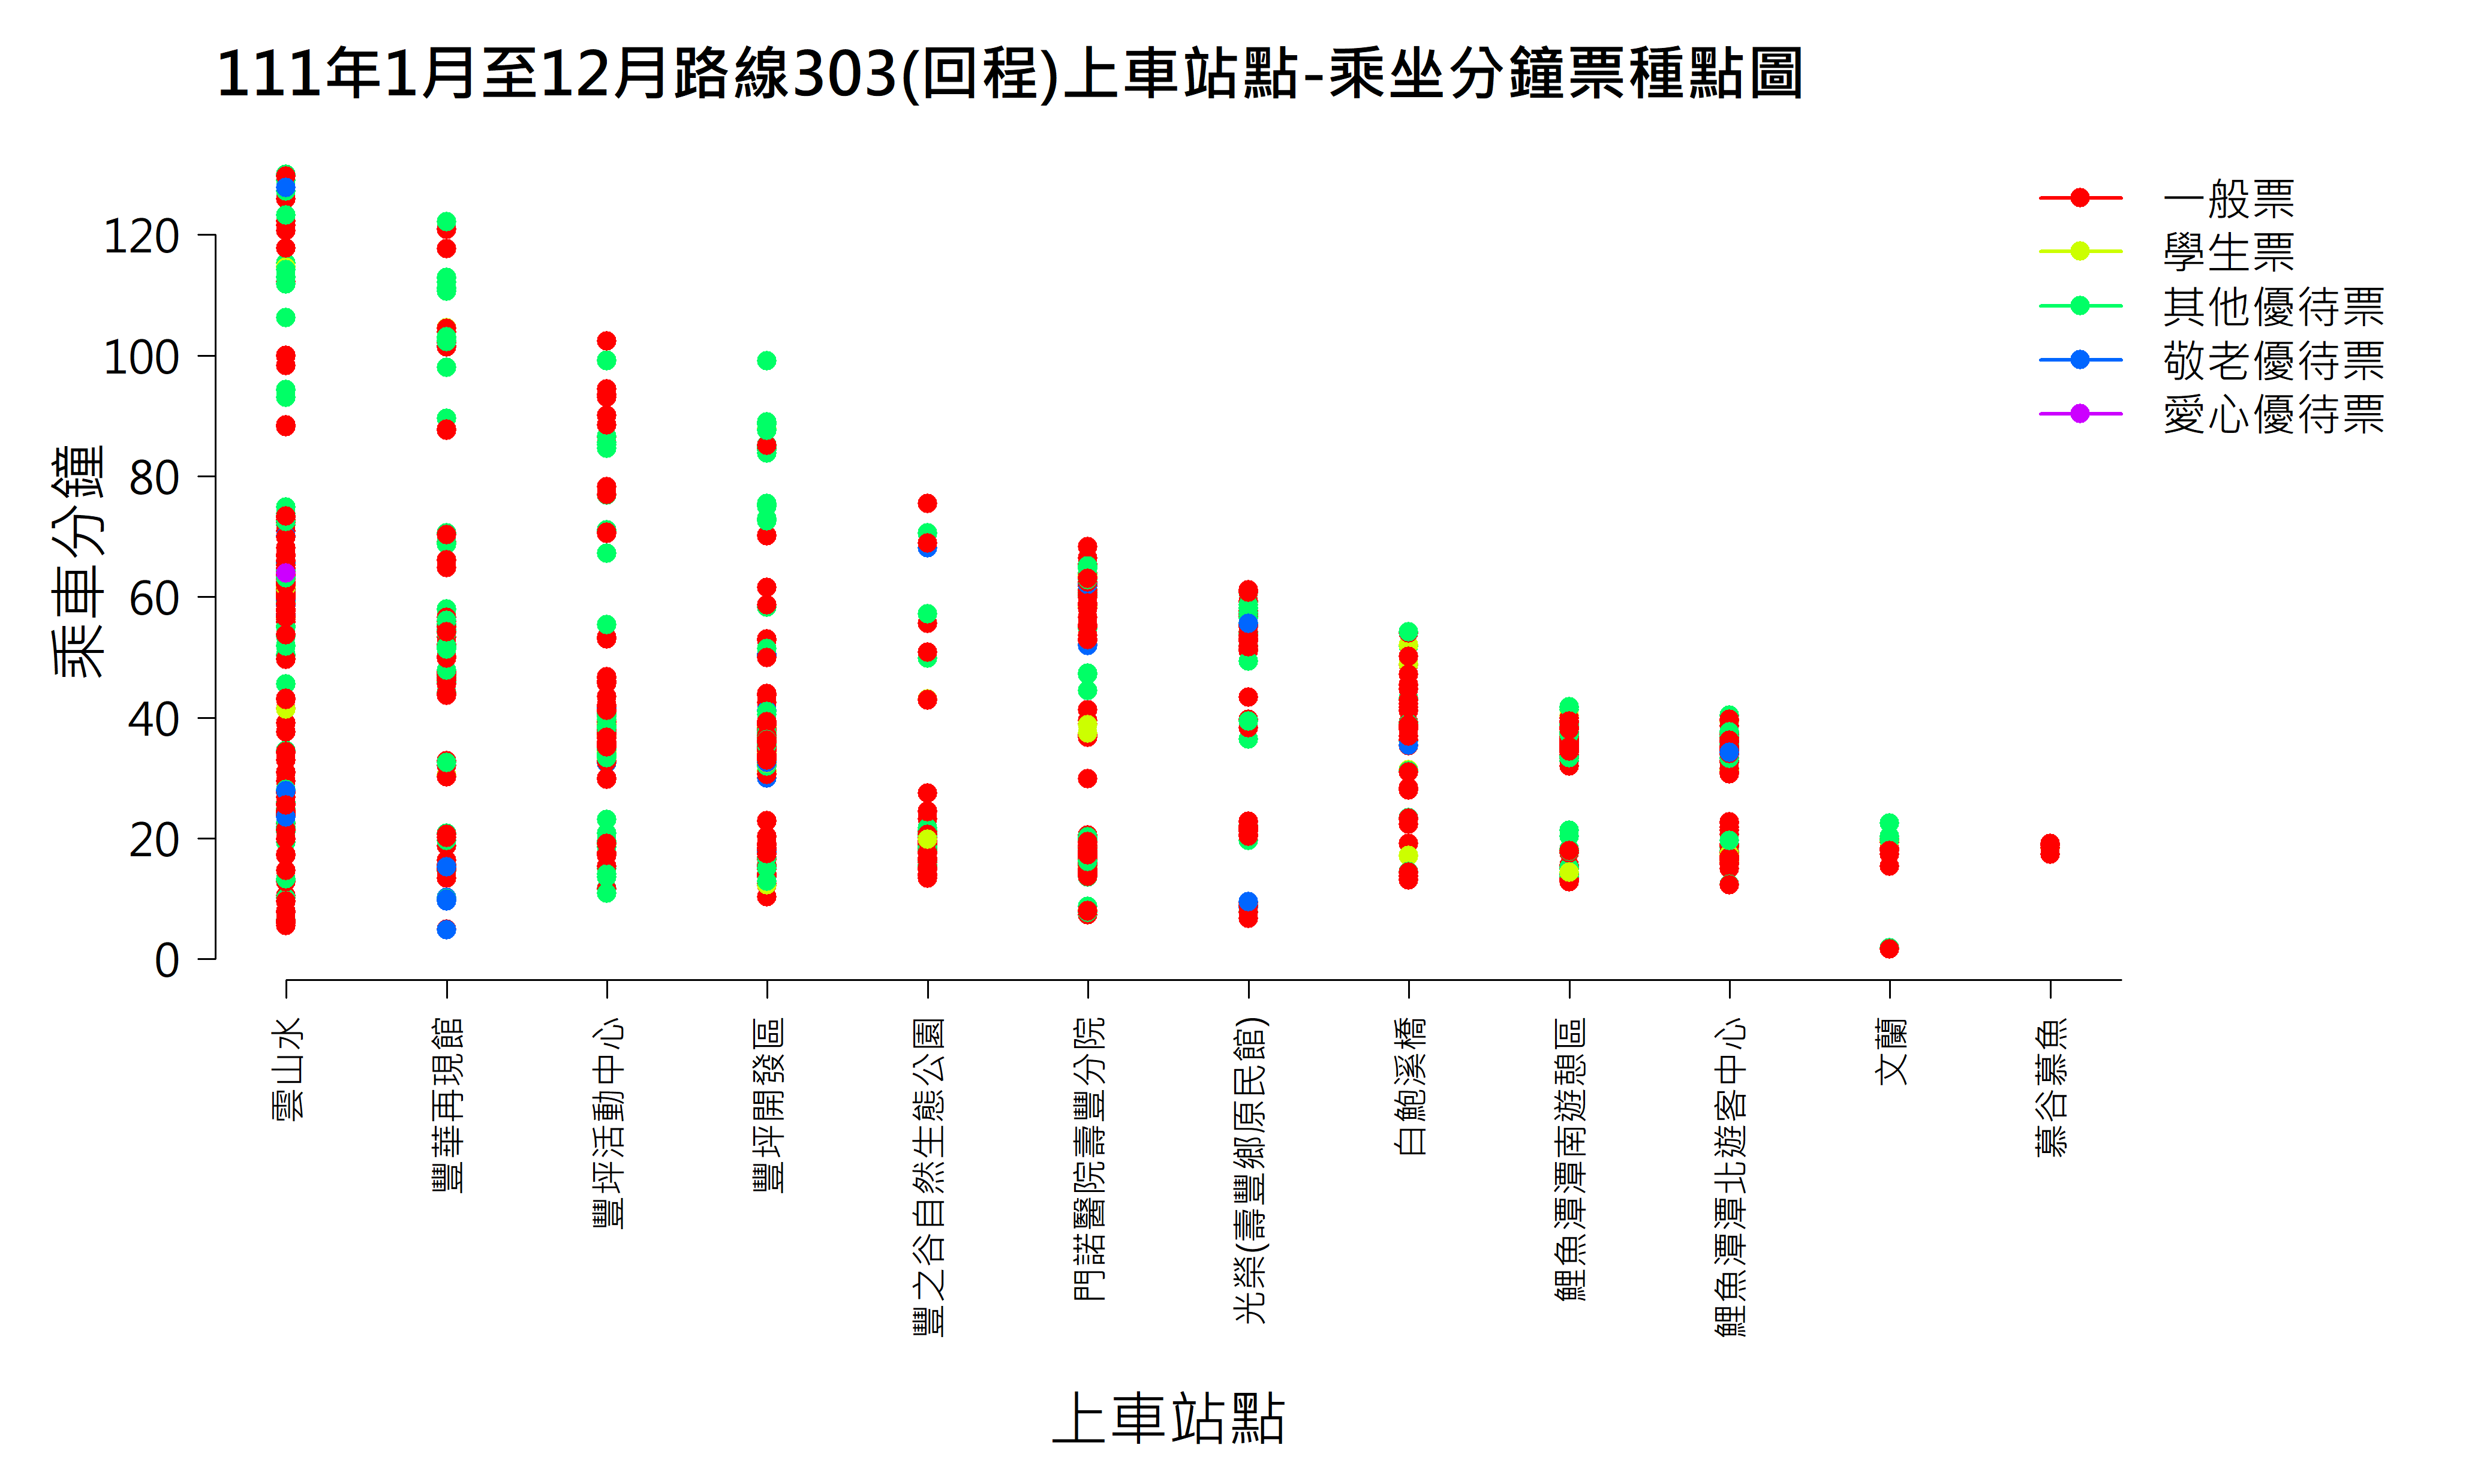 111年1月至12月路線303(回程)上車站點-乘坐分鐘票種點圖
一般票
學生票
其他優待票
敬老優待票
愛心優待票
乘車分鐘
120
100
80
60
40
20
0
雲山水
豐華再現館
豐坪活動中心
豐坪開發區
豐之谷自然生態公園
門諾醫院壽豐分院
光榮(壽豐鄉原民館)
白鮑溪橋
鯉魚潭潭南遊憩區
鯉魚潭潭北遊客中心
文蘭
慕谷慕魚
上車站點